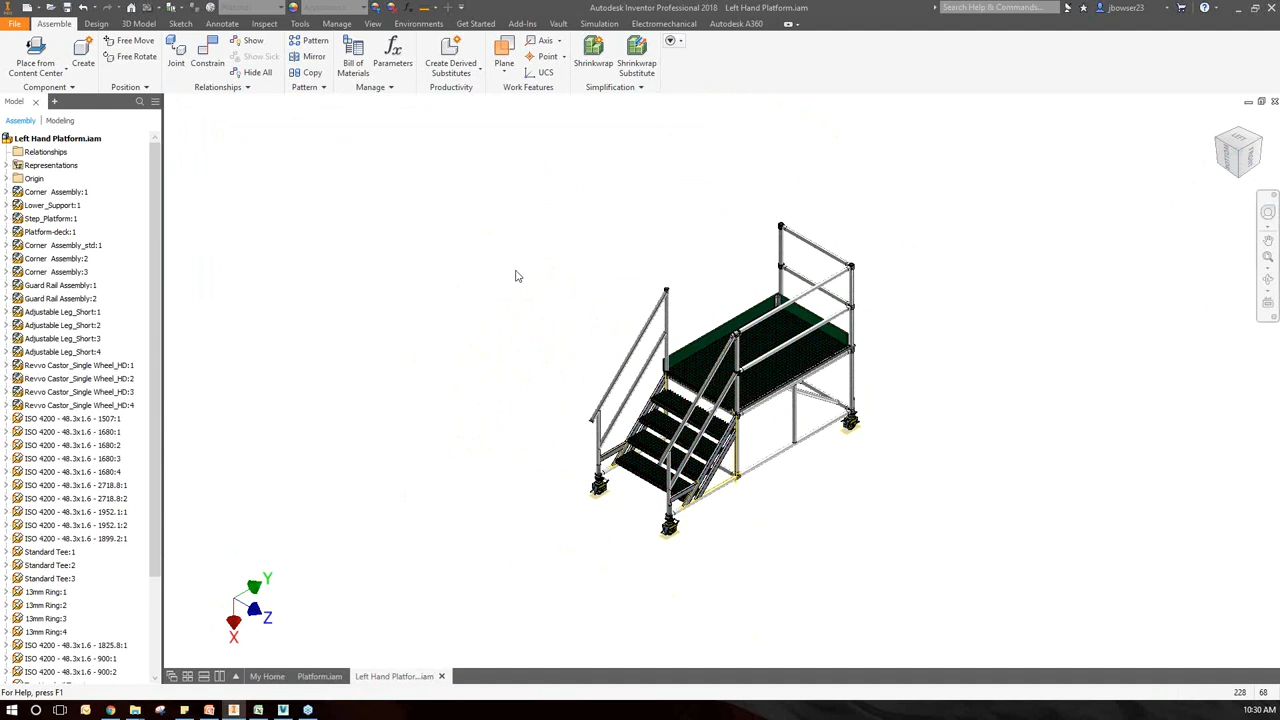 Autodesk Inventor Professional 2018 Left Hand Platform.iam
Search Help & Commands...
jbowser23
File Assemble Design 3D Model Sketch Annotate Inspect Tools Manage View Environments Get Started Add-Ins Vault Simulation Electromechanical Autodesk A360
Place from Content Center
Create
Free Move
Free Rotate
Joint
Constrain
Show
Show Sick
Hide All
Pattern
Mirror
Copy
Bill of Materials
Parameters
Create Derived Substitutes
Plane
Axis
Point
UCS
Shrinkwrap
Shrinkwrap Substitute
Component Position Relationships Pattern Manage Productivity Work Features Simplification
Model
Assembly Modeling
Left Hand Platform.iam
Relationships
Representations
Origin
Corner Assembly:1
Lower_Support:1
Step_Platform:1
Platform-deck:1
Corner Assembly_std:1
Corner Assembly:2
Corner Assembly:3
Guard Rail Assembly:1
Guard Rail Assembly:2
Adjustable Leg_Short:1
Adjustable Leg_Short:2
Adjustable Leg_Short:3
Adjustable Leg_Short:4
Revvo Castor_Single Wheel_HD:1
Revvo Castor_Single Wheel_HD:2
Revvo Castor_Single Wheel_HD:3
Revvo Castor_Single Wheel_HD:4
ISO 4200 - 48.3x1.6 - 1507:1
ISO 4200 - 48.3x1.6 - 1680:1
ISO 4200 - 48.3x1.6 - 1680:2
ISO 4200 - 48.3x1.6 - 1680:3
ISO 4200 - 48.3x1.6 - 1680:4
ISO 4200 - 48.3x1.6 - 2718.8:1
ISO 4200 - 48.3x1.6 - 2718.8:2
ISO 4200 - 48.3x1.6 - 1952.1:1
ISO 4200 - 48.3x1.6 - 1952.1:2
ISO 4200 - 48.3x1.6 - 1899.2:1
Standard Tee:1
Standard Tee:2
Standard Tee:3
13mm Ring:1
13mm Ring:2
13mm Ring:3
13mm Ring:4
ISO 4200 - 48.3x1.6 - 1825.8:1
ISO 4200 - 48.3x1.6 - 900:1
ISO 4200 - 48.3x1.6 - 900:2
LEFT
Y
Z
X
My Home Platform.iam Left Hand Platfor...iam
For Help, press F1
228 68
10:30 AM